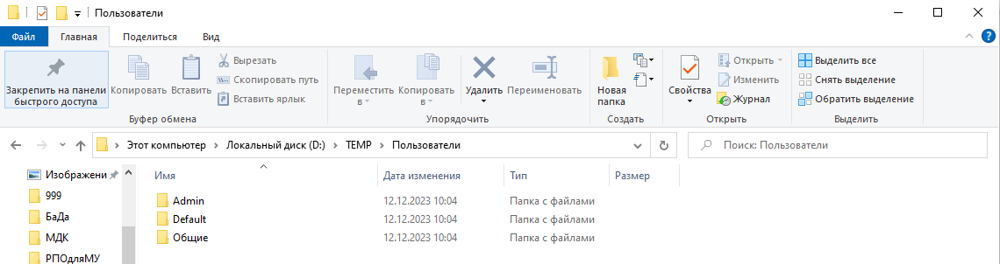 Пользователи
Файл Главная Поделиться Вид
Закрепить на панели быстрого доступа
Копировать
Вставить
Вырезать
Скопировать путь
Вставить ярлык
Буфер обмена
Переместить в
Копировать в
Удалить
Переименовать
Упорядочить
Новая папка
Создать
Свойства
Открыть
Изменить
Журнал
Открыть
Выделить все
Снять выделение
Обратить выделение
Выделить
Этот компьютер Локальный диск (D:) TEMP Пользователи
Поиск: Пользователи
Изображени
999
БаДа
МДК
РПОдляМУ
Имя Дата изменения Тип Размер
Admin 12.12.2023 10:04 Папка с файлами
Default 12.12.2023 10:04 Папка с файлами
Общие 12.12.2023 10:04 Папка с файлами